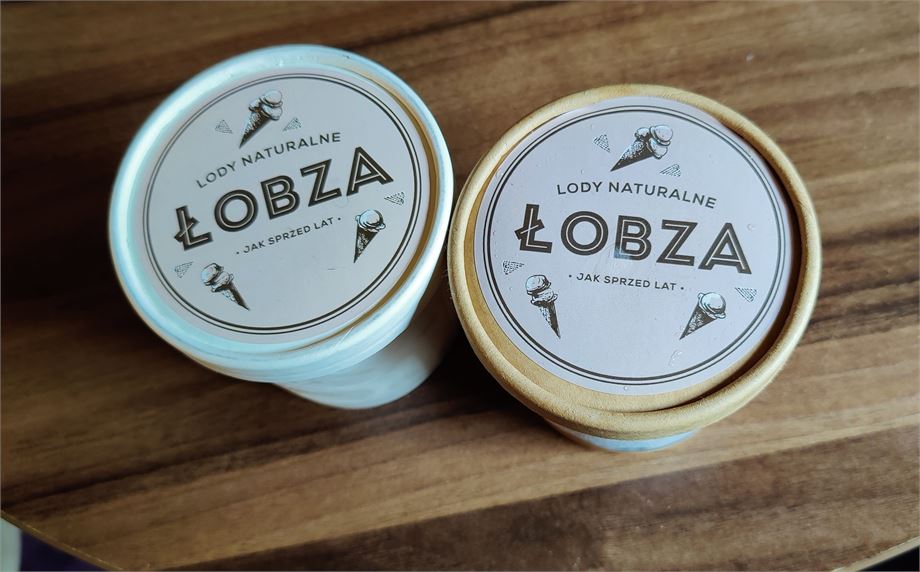 LODY NATURALNE
ŁOBZA
• JAK SPRZED LAT •
LODY NATURALNE
ŁOBZA
• JAK SPRZED LAT •